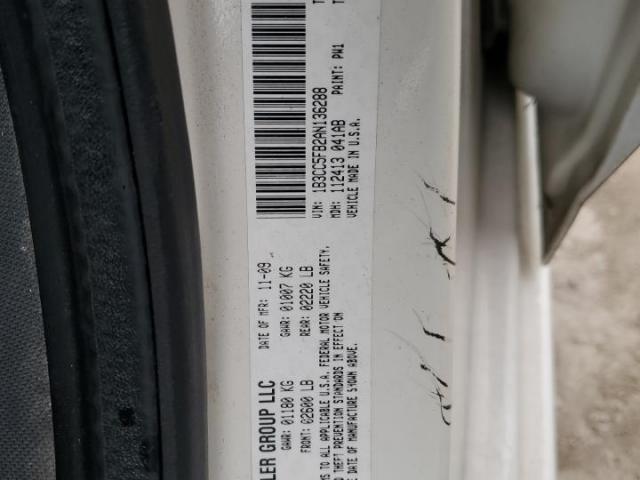 LER GROUP LLC
DATE OF MFR: 11-09
GAWR: 01180 KG
GAWR: 01007 KG
FRONT: 02600 LB
REAR: 02220 LB
MS TO ALL APPLICABLE U.S.A. FEDERAL MOTOR VEHICLE SAFETY,
D THEFT PREVENTION STANDARDS IN EFFECT ON
E DATE OF MANUFACTURE SHOWN ABOVE.
VIN: 1B3CC5FB2AN136288
MDH: 112413 041AB
PAINT: PW1
VEHICLE MADE IN U.S.A.
T
T